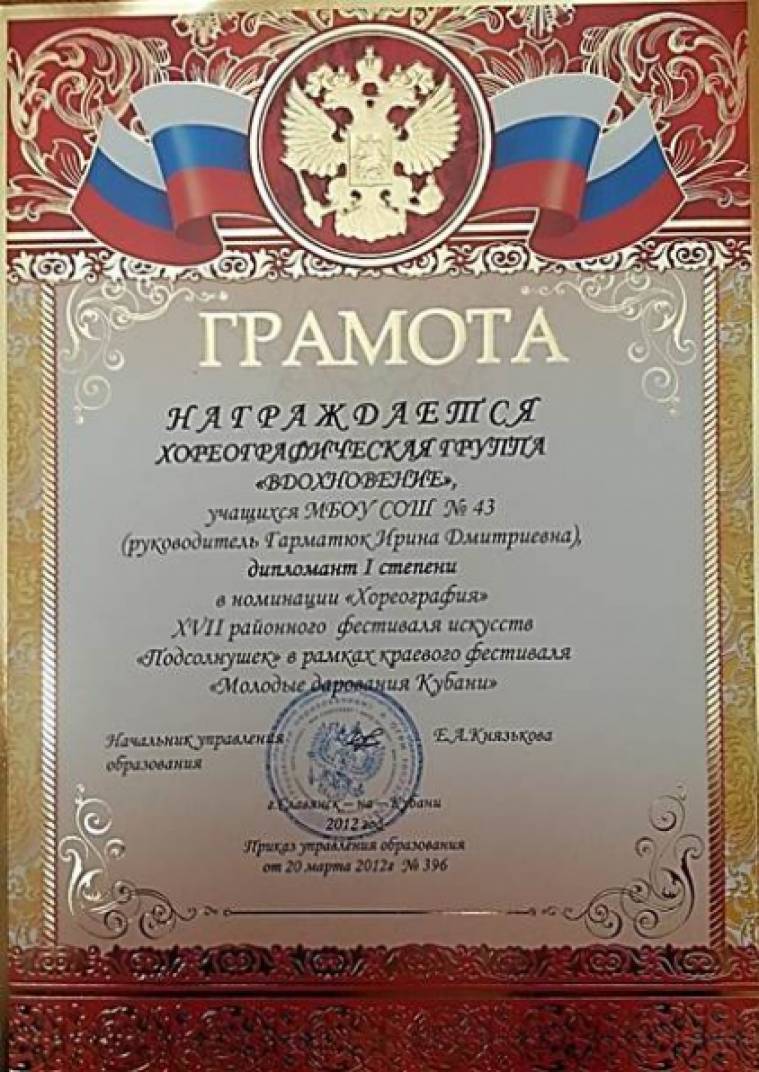 ГРАМОТА
НАГРАЖДАЕТСЯ
ХОРЕОГРАФИЧЕСКАЯ ГРУППА
«ВДОХНОВЕНИЕ»,
учащихся МБОУ СОШ № 43
(руководитель Гарматюк Ирина Дмитриевна),
дипломант I степени
в номинации «Хореография»
XVII районного фестиваля искусств
«Подсолнушек» в рамках краевого фестиваля
«Молодые дарования Кубани»
Начальник управления Е.А.Князькова
образования
г.Славянск – на – Кубани
2012 год
Приказ управления образования
от 20 марта 2012г № 396